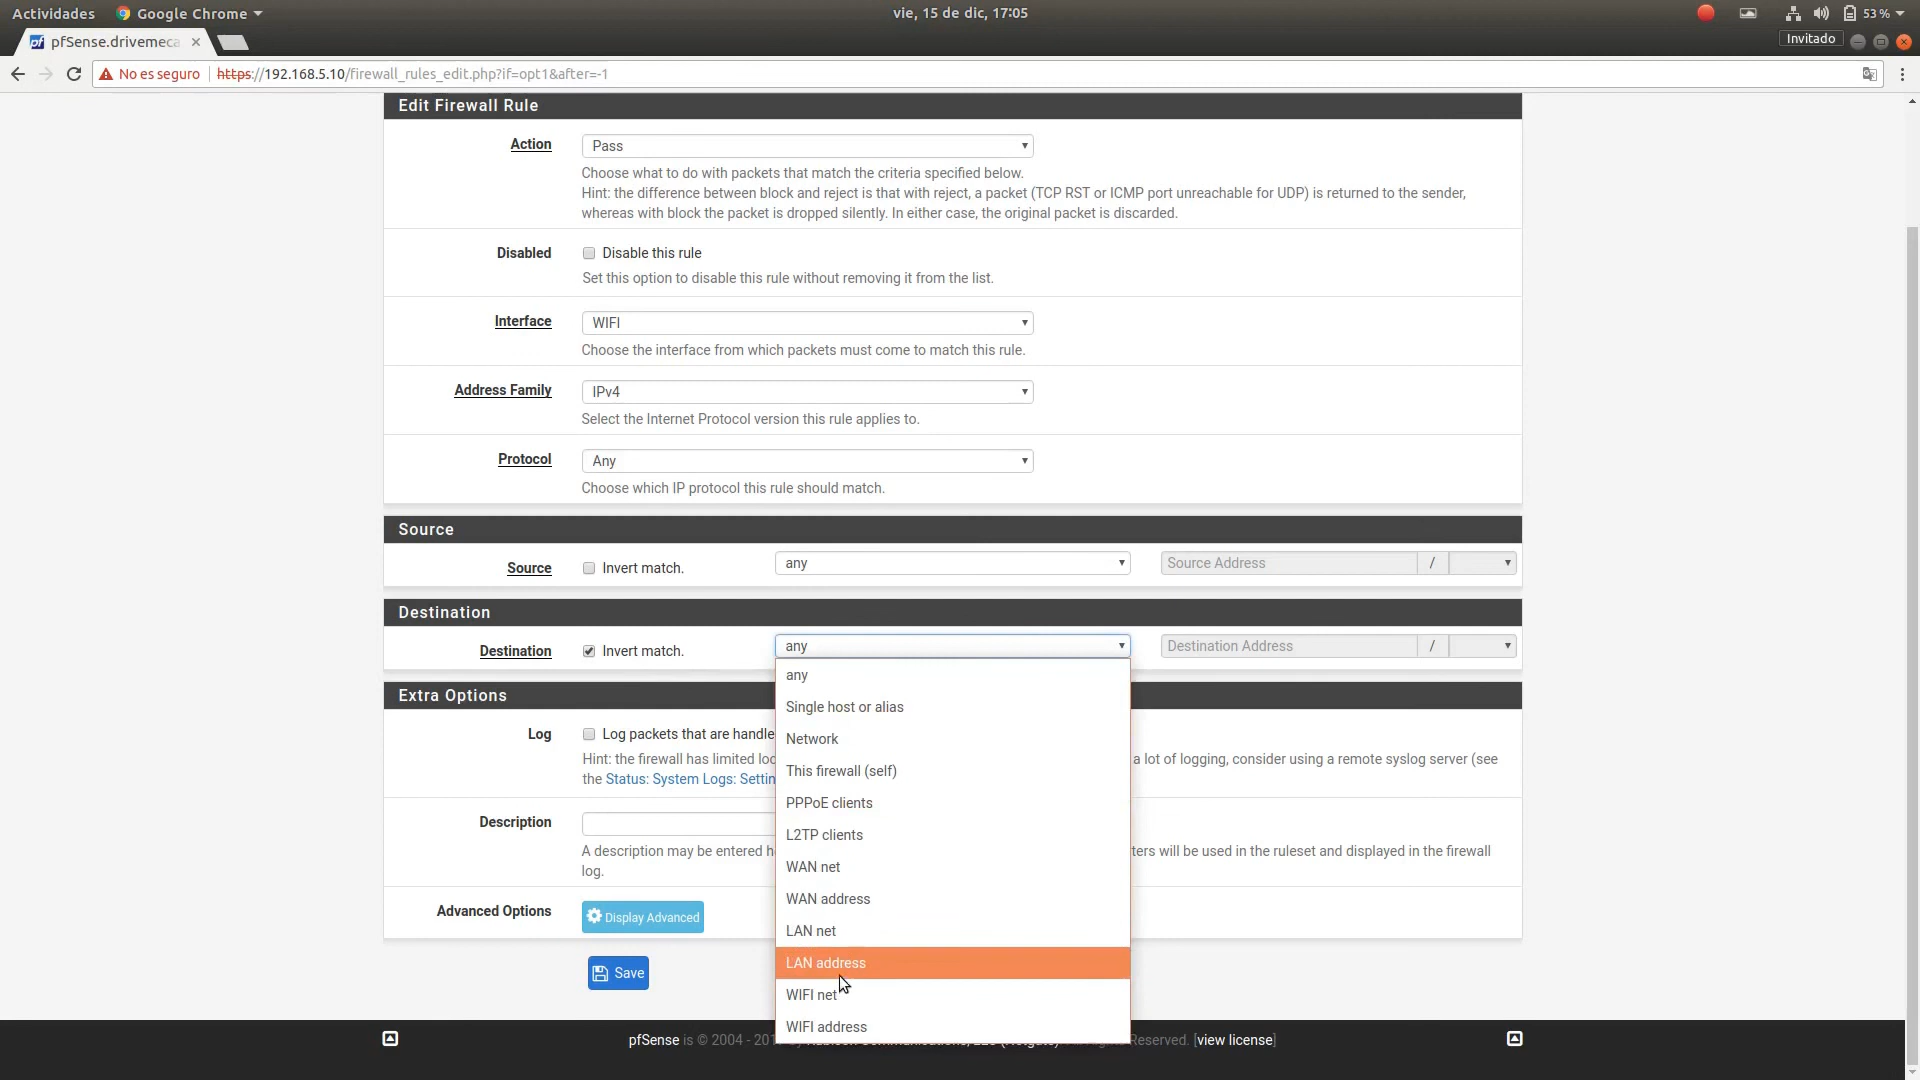 Actividades Google Chrome vie, 15 de dic, 17:05 53 %
pfSense.drivemeca Invitado
No es seguro https://192.168.5.10/firewall_rules_edit.php?if=opt1&after=-1
Edit Firewall Rule
Action Pass
Choose what to do with packets that match the criteria specified below.
Hint: the difference between block and reject is that with reject, a packet (TCP RST or ICMP port unreachable for UDP) is returned to the sender,
whereas with block the packet is dropped silently. In either case, the original packet is discarded.
Disabled Disable this rule
Set this option to disable this rule without removing it from the list.
Interface WIFI
Choose the interface from which packets must come to match this rule.
Address Family IPv4
Select the Internet Protocol version this rule applies to.
Protocol Any
Choose which IP protocol this rule should match.
Source
Source Invert match. any Source Address /
Destination
Destination Invert match. any Destination Address /
any
Extra Options
Single host or alias
Log Log packets that are handle
Network
Hint: the firewall has limited loc a lot of logging, consider using a remote syslog server (see
This firewall (self)
the Status: System Logs: Settin
PPPoE clients
Description
L2TP clients
A description may be entered h ters will be used in the ruleset and displayed in the firewall
WAN net
log.
WAN address
Advanced Options Display Advanced
LAN net
LAN address
Save
WIFI net
WIFI address
pfSense is © 2004 - 20 Reserved. [view license]